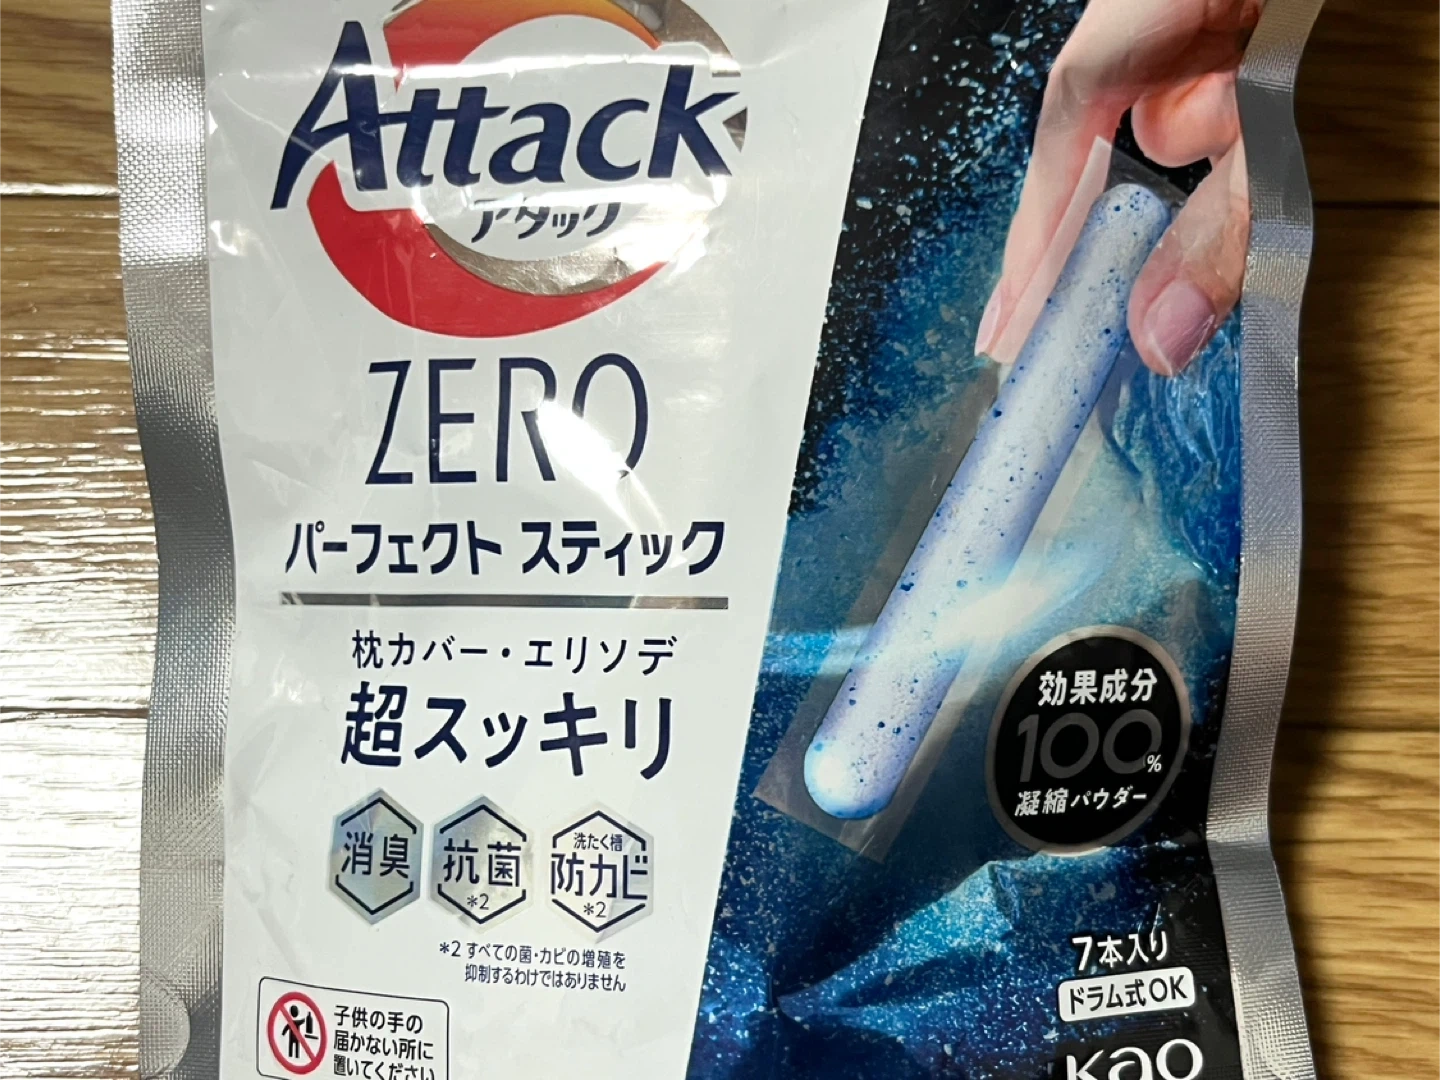 Attack
アタック
ZERO
パーフェクト スティック
枕カバー・エリソデ
超スッキリ
消臭
抗菌
*2
洗たく槽
防カビ
*2
*2 すべての菌・カビの増殖を
抑制するわけではありません
子供の手の
届かない所に
置いてください
効果成分
100%
凝縮パウダー
7本入り
ドラム式OK
Kao